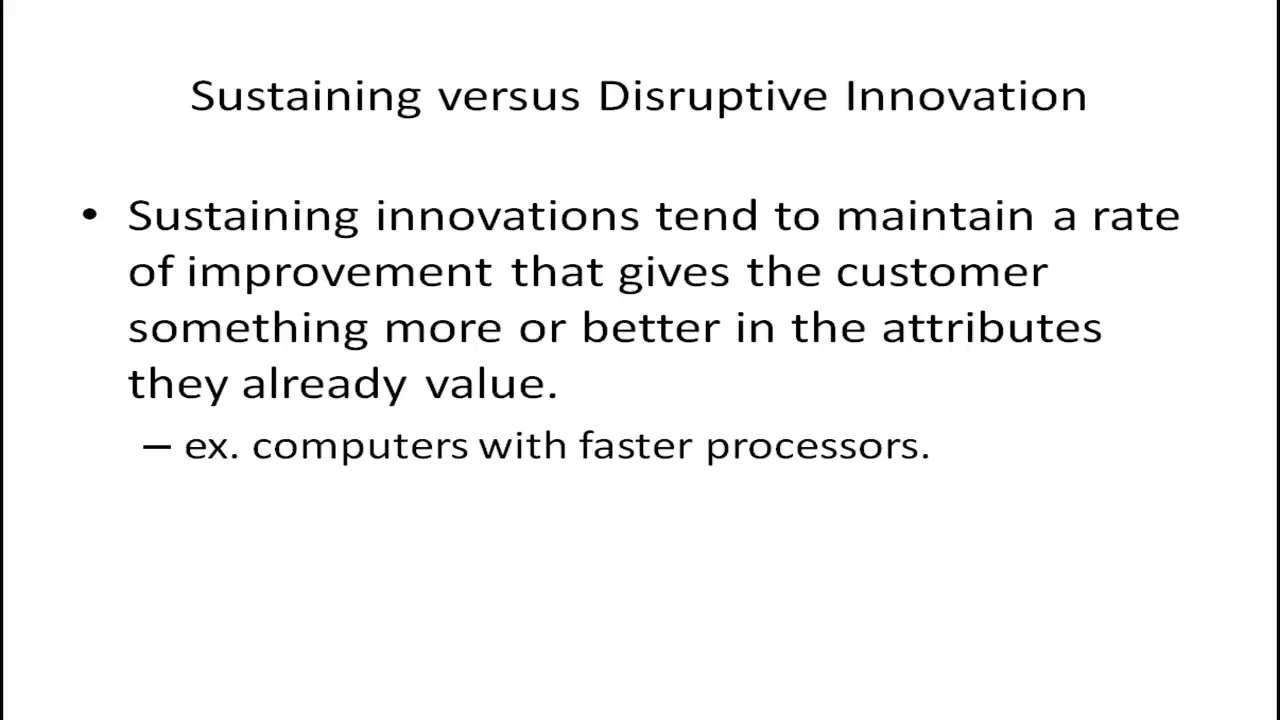 Sustaining versus Disruptive Innovation
• Sustaining innovations tend to maintain a rate
of improvement that gives the customer
something more or better in the attributes
they already value.
– ex. computers with faster processors.